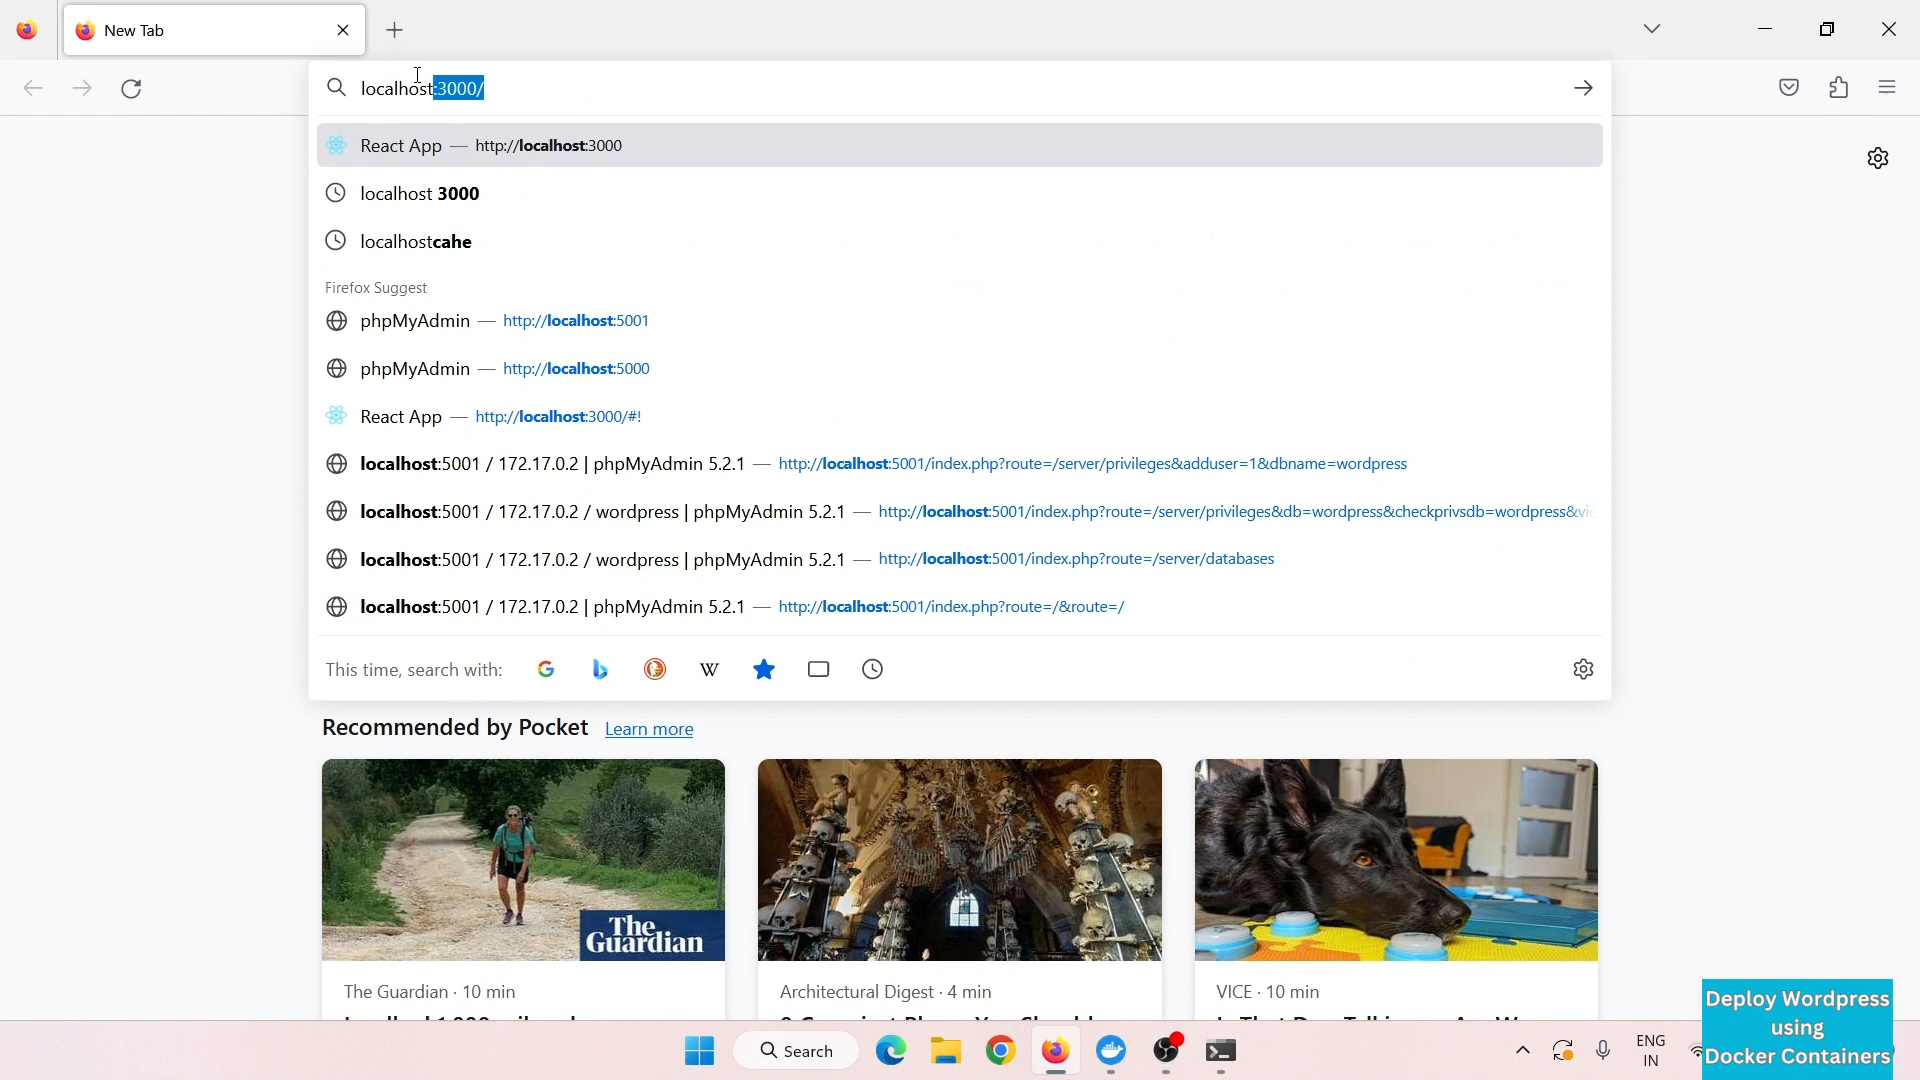 New Tab
localhost:3000/
React App — http://localhost:3000
localhost 3000
localhostcahe
Firefox Suggest
phpMyAdmin — http://localhost:5001
phpMyAdmin — http://localhost:5000
React App — http://localhost:3000/#!
localhost:5001 / 172.17.0.2 | phpMyAdmin 5.2.1 — http://localhost:5001/index.php?route=/server/privileges&adduser=1&dbname=wordpress
localhost:5001 / 172.17.0.2 / wordpress | phpMyAdmin 5.2.1 — http://localhost:5001/index.php?route=/server/privileges&db=wordpress&checkprivsdb=wordpress&vie
localhost:5001 / 172.17.0.2 / wordpress | phpMyAdmin 5.2.1 — http://localhost:5001/index.php?route=/server/databases
localhost:5001 / 172.17.0.2 | phpMyAdmin 5.2.1 — http://localhost:5001/index.php?route=/&route=/
This time, search with:
Recommended by Pocket Learn more
The
Guardian
The Guardian · 10 min
Architectural Digest · 4 min
VICE · 10 min
Search
ENG
IN
Deploy Wordpress
using
Docker Containers